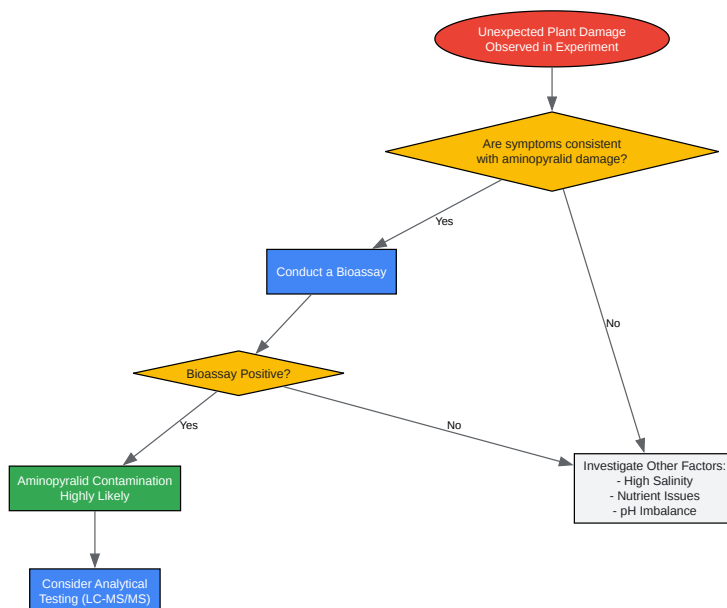 Unexpected Plant Damage
Observed in Experiment
Are symptoms consistent
with aminopyralid damage?
Yes
Conduct a Bioassay
No
Bioassay Positive?
Yes
No
Aminopyralid Contamination
Highly Likely
Investigate Other Factors:
- High Salinity
- Nutrient Issues
- pH Imbalance
Consider Analytical
Testing (LC-MS/MS)